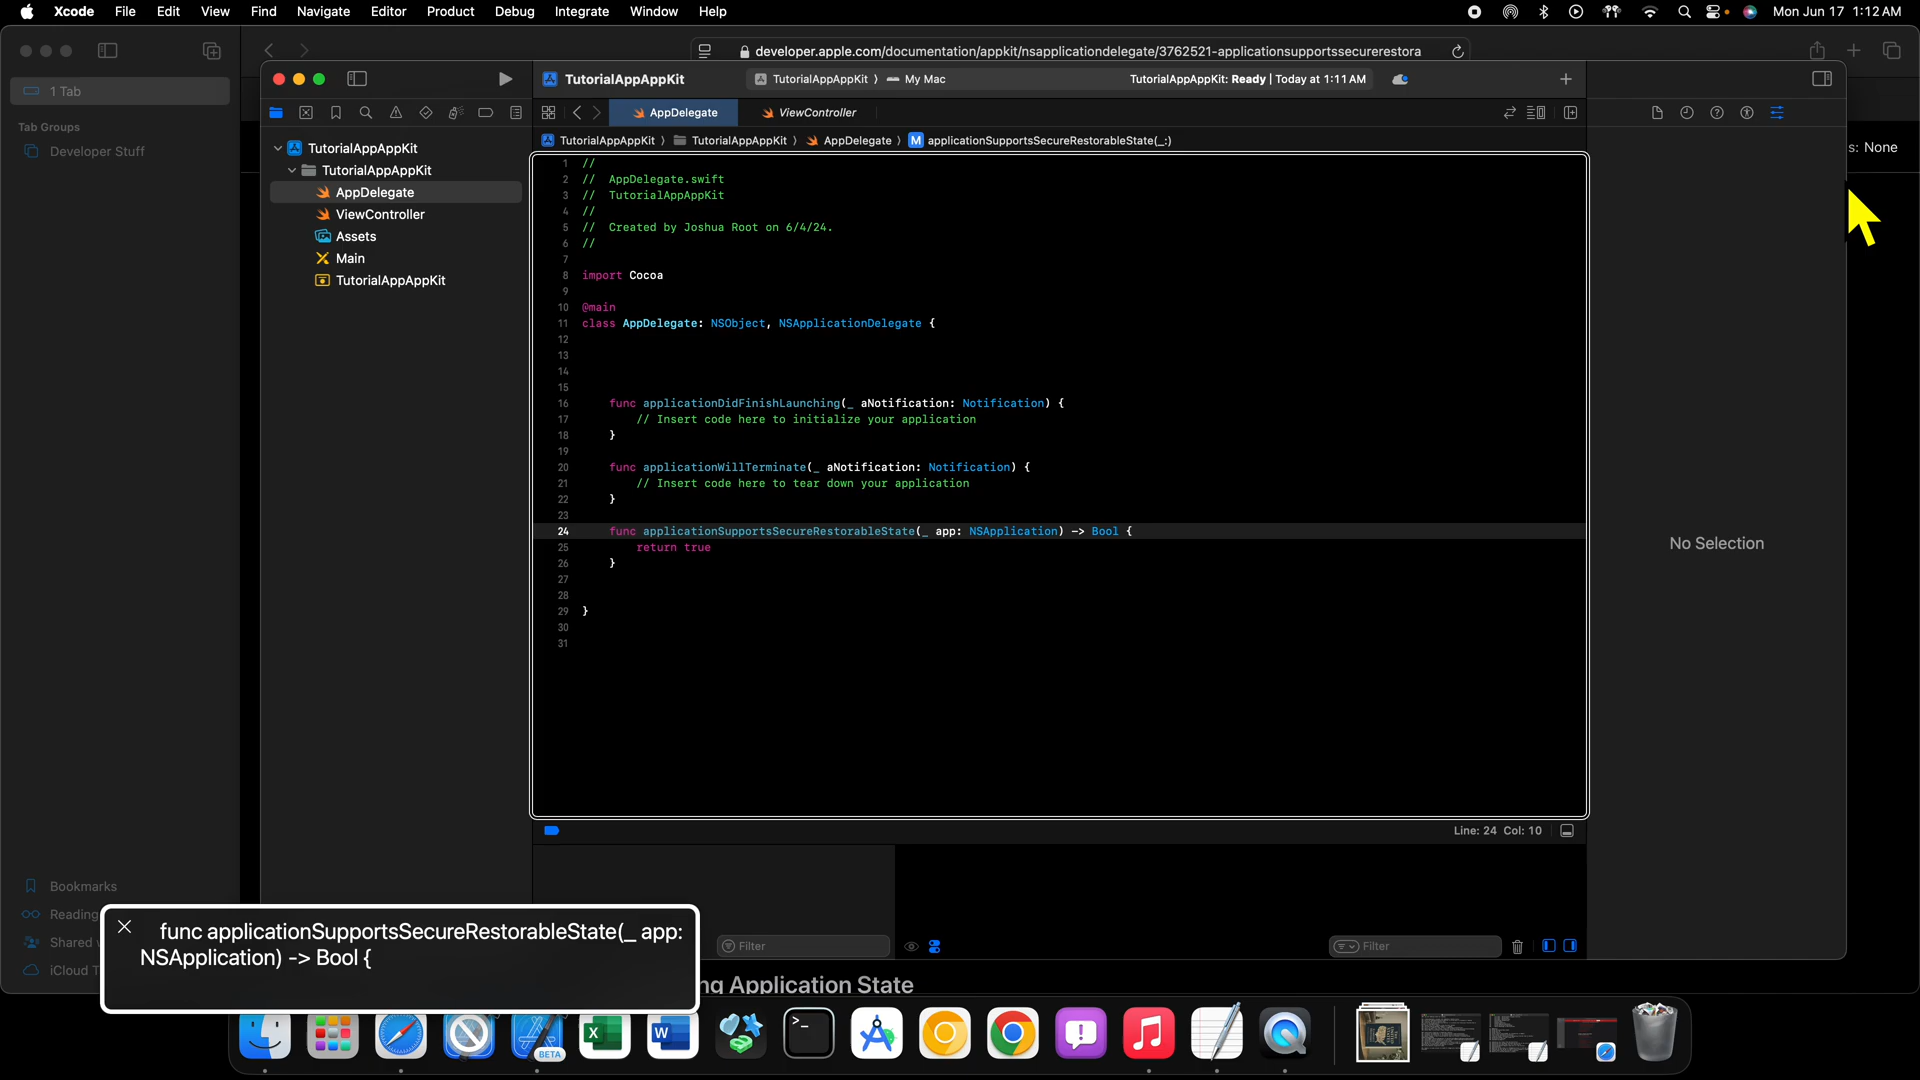 Xcode File Edit View Find Navigate Editor Product Debug Integrate Window Help
Mon Jun 17 1:12 AM
developer.apple.com/documentation/appkit/nsapplicationdelegate/3762521-applicationsupportssecurerestora
1 Tab
Tab Groups
Developer Stuff
TutorialAppAppKit
TutorialAppAppKit 〉 My Mac
TutorialAppAppKit: Ready | Today at 1:11 AM
AppDelegate
ViewController
TutorialAppAppKit 〉 TutorialAppAppKit 〉 AppDelegate 〉 M applicationSupportsSecureRestorableState(_:)
s: None
TutorialAppAppKit
TutorialAppAppKit
AppDelegate
ViewController
Assets
Main
TutorialAppAppKit
1 //
2 // AppDelegate.swift
3 // TutorialAppAppKit
4 //
5 // Created by Joshua Root on 6/4/24.
6 //
7
8 import Cocoa
9
10 @main
11 class AppDelegate: NSObject, NSApplicationDelegate {
12
13
14
15
16 func applicationDidFinishLaunching(_ aNotification: Notification) {
17 // Insert code here to initialize your application
18 }
19
20 func applicationWillTerminate(_ aNotification: Notification) {
21 // Insert code here to tear down your application
22 }
23
24 func applicationSupportsSecureRestorableState(_ app: NSApplication) -> Bool {
25 return true
26 }
27
28
29 }
30
31
No Selection
Line: 24 Col: 10
Filter
Filter
Bookmarks
Reading
Shared
iCloud T
func applicationSupportsSecureRestorableState(_ app:
NSApplication) -> Bool {
ng Application State
BETA